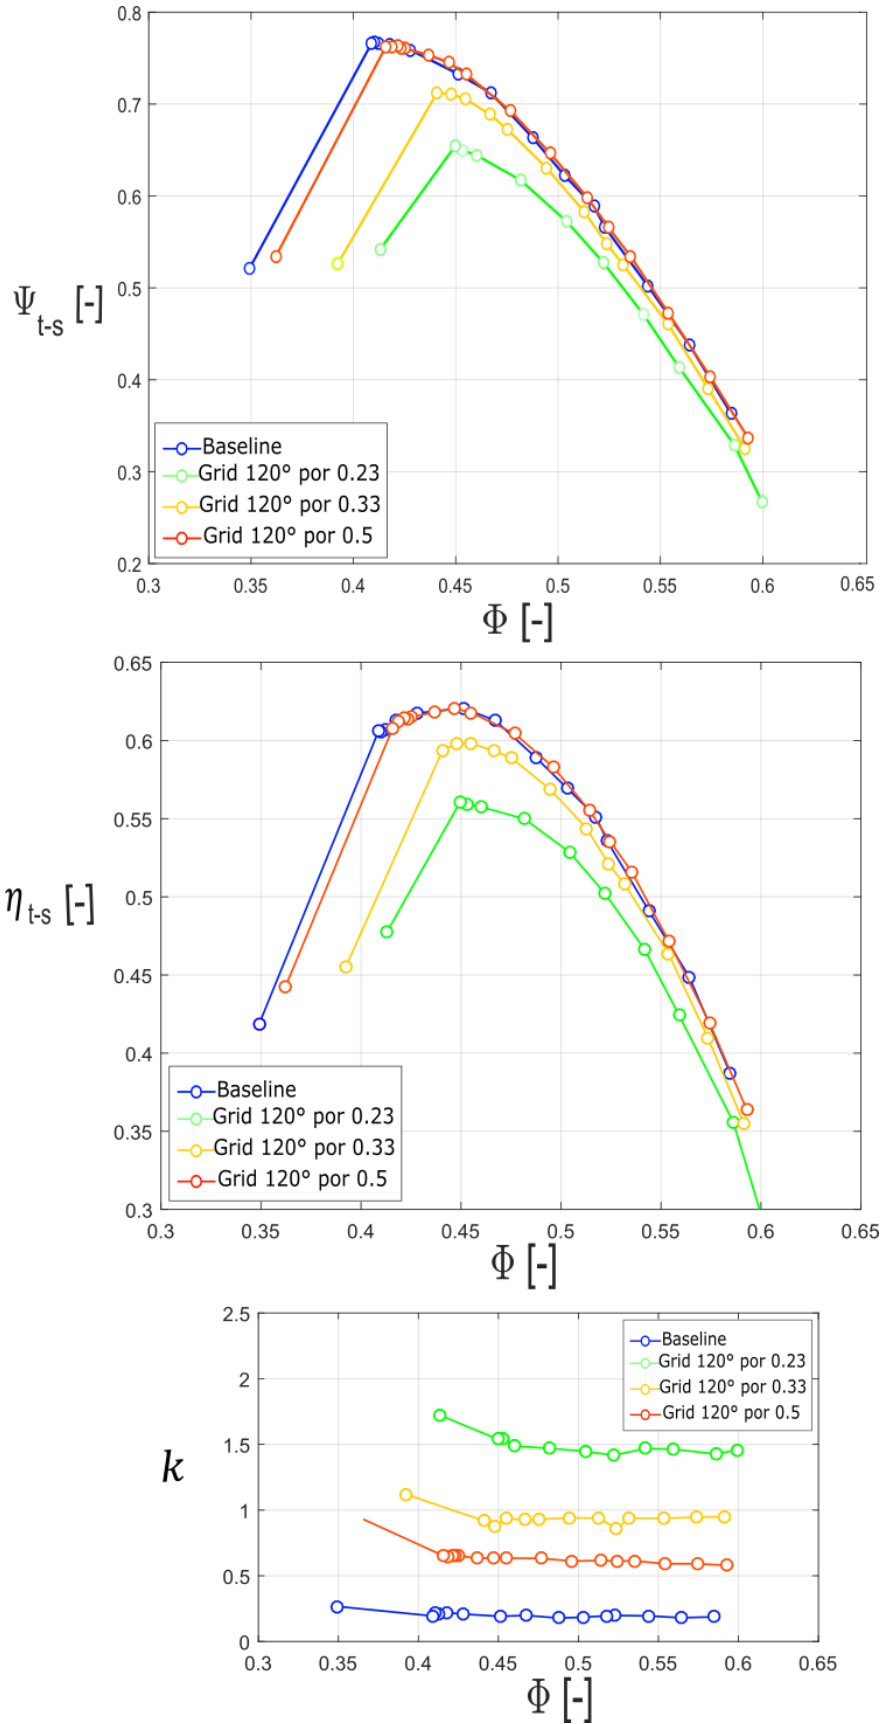 0.8
0.7
0.6
0.5
Ψt-s [-]
0.4
0.3
0.2
Baseline
Grid 120° por 0.23
Grid 120° por 0.33
Grid 120° por 0.5
0.3 0.35 0.4 0.45 0.5 0.55 0.6 0.65
Φ [-]
0.65
0.6
0.55
0.5
ηt-s [-]
0.45
0.4
0.35
0.3
Baseline
Grid 120° por 0.23
Grid 120° por 0.33
Grid 120° por 0.5
0.3 0.35 0.4 0.45 0.5 0.55 0.6 0.65
Φ [-]
2.5
2
1.5
k
1
0.5
0
Baseline
Grid 120° por 0.23
Grid 120° por 0.33
Grid 120° por 0.5
0.3 0.35 0.4 0.45 0.5 0.55 0.6 0.65
Φ [-]